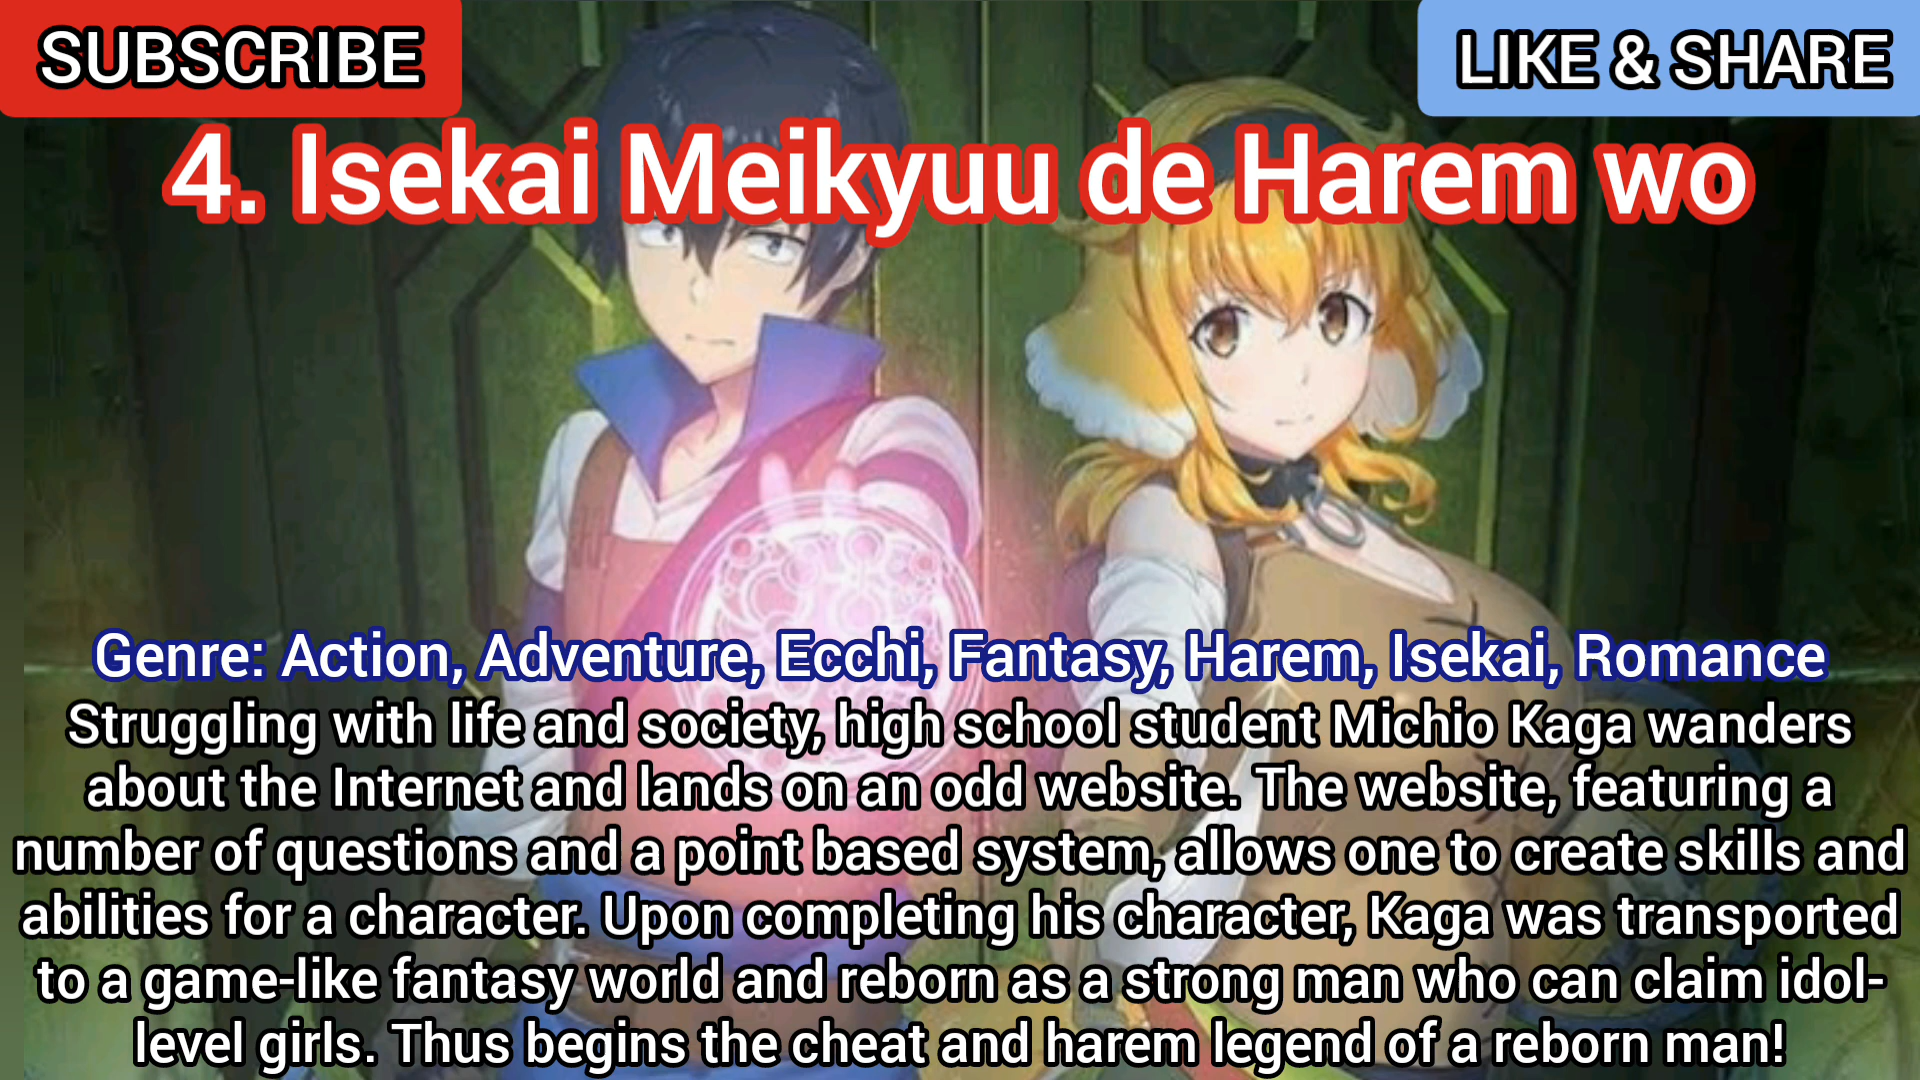 SUBSCRIBE
LIKE & SHARE
4. Isekai Meikyuu de Harem wo
Genre: Action, Adventure, Ecchi, Fantasy, Harem, Isekai, Romance
Struggling with life and society, high school student Michio Kaga wanders
about the Internet and lands on an odd website. The website, featuring a
number of questions and a point based system, allows one to create skills and
abilities for a character. Upon completing his character, Kaga was transported
to a game-like fantasy world and reborn as a strong man who can claim idol-
level girls. Thus begins the cheat and harem legend of a reborn man!